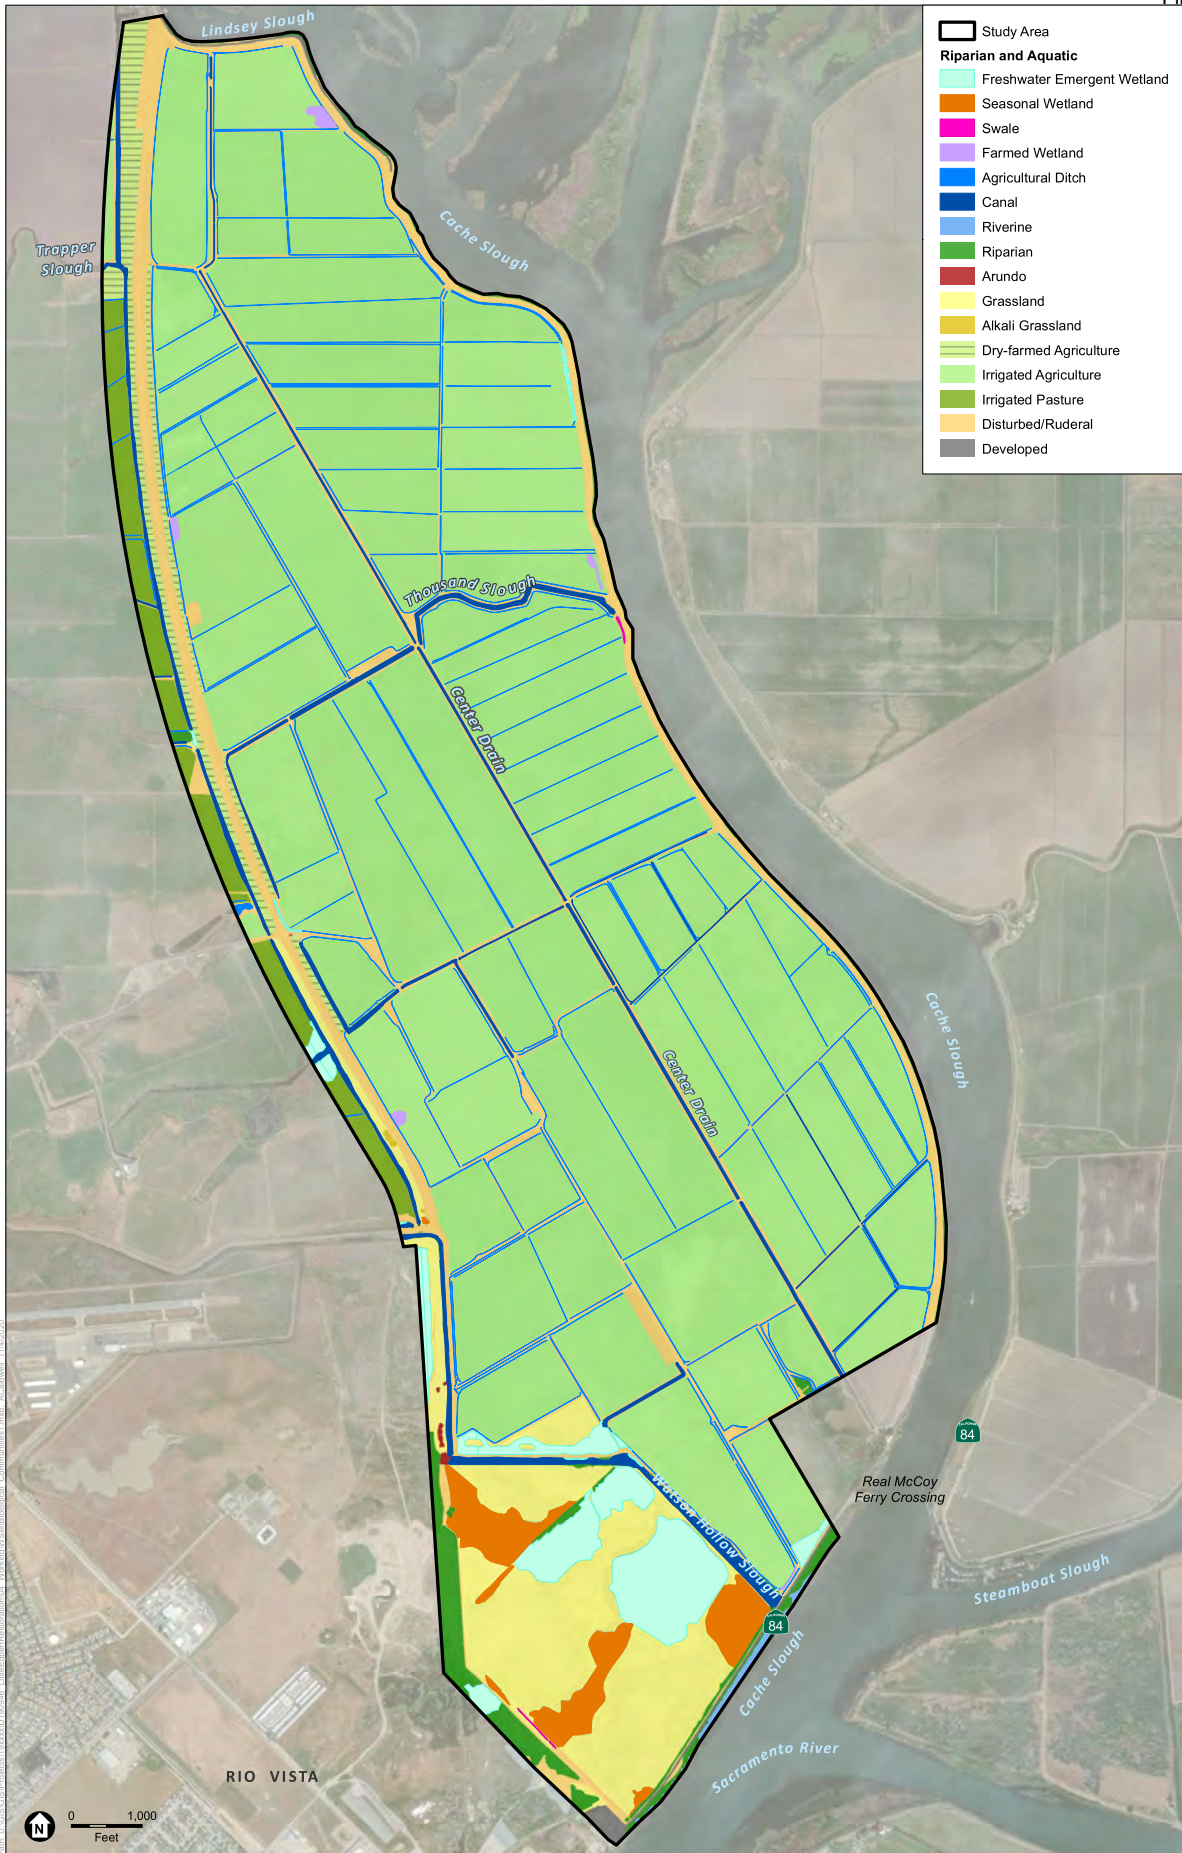 Lindsey Slough
Study Area
Riparian and Aquatic
Freshwater Emergent Wetland
Seasonal Wetland
Swale
Farmed Wetland
Agricultural Ditch
Canal
Riverine
Riparian
Arundo
Grassland
Alkali Grassland
Dry-farmed Agriculture
Irrigated Agriculture
Irrigated Pasture
Disturbed/Ruderal
Developed
Cache Slough
Trapper
Slough
Thousand Slough
Center Drain
Cache Slough
Center Drain
CALIFORNIA
84
Real McCoy
Ferry Crossing
Watson Hollow Slough
Steamboat Slough
CALIFORNIA
84
Cache Slough
Sacramento River
RIO VISTA
N
0 1,000
Feet